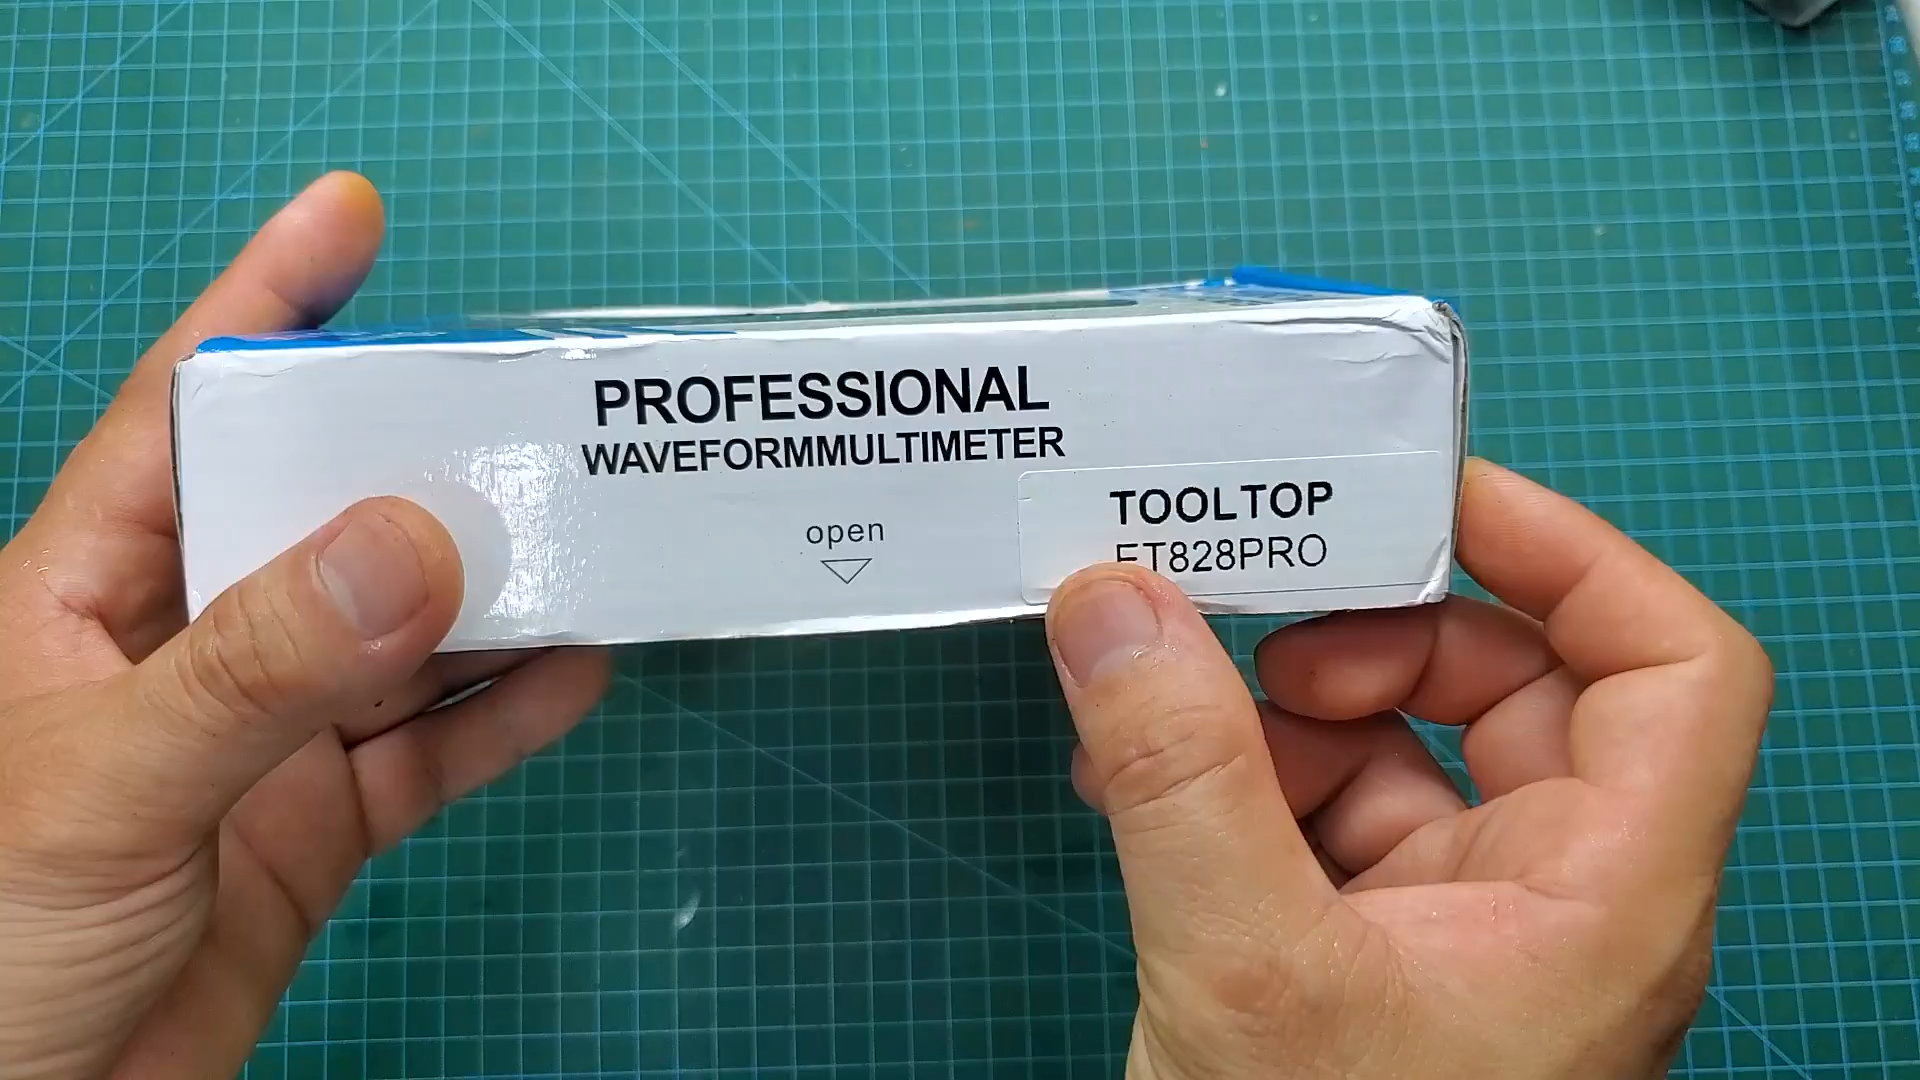 PROFESSIONAL
WAVEFORMMULTIMETER
open
TOOLTOP
ET828PRO